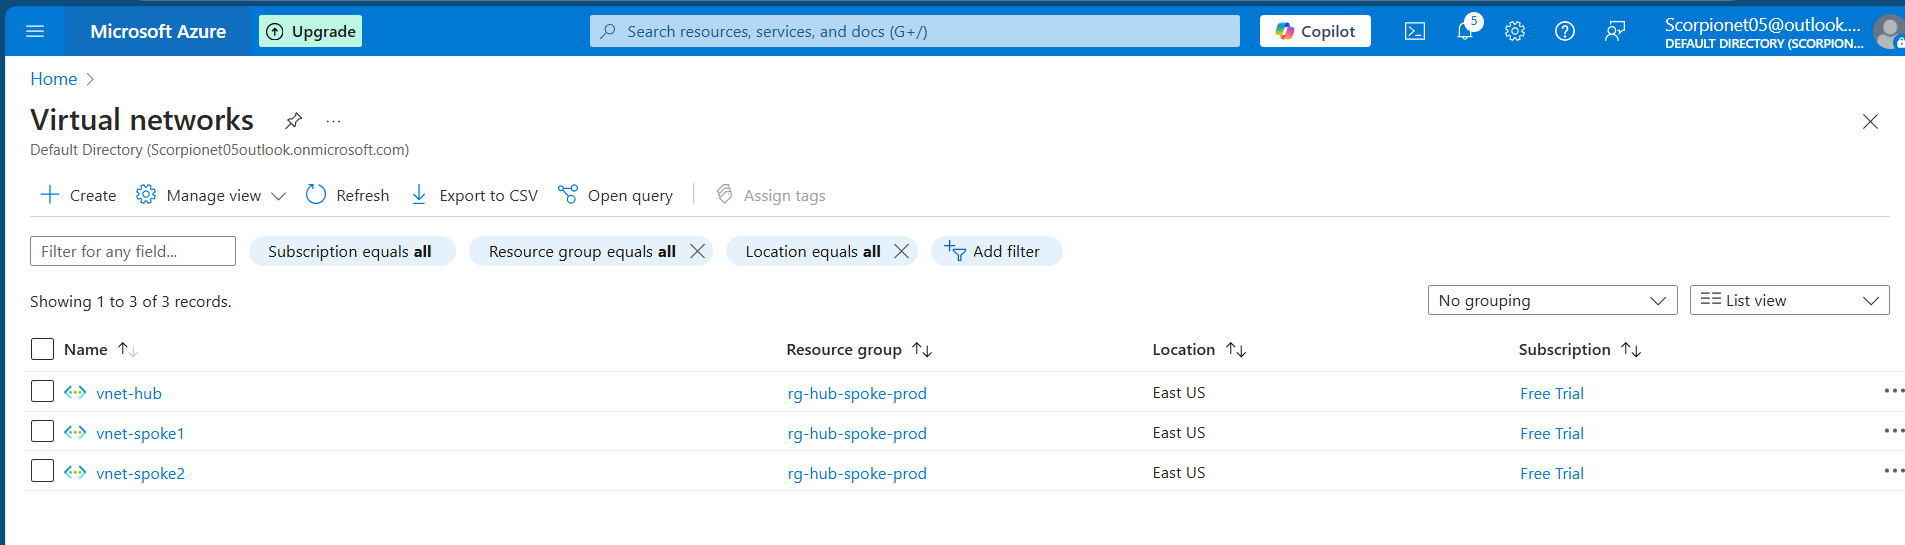 Microsoft Azure
Upgrade
Search resources, services, and docs (G+/)
Copilot
5
Scorpionet05@outlook....
DEFAULT DIRECTORY (SCORPION...
Home
Virtual networks
Default Directory (Scorpionet05outlook.onmicrosoft.com)
Create
Manage view
Refresh
Export to CSV
Open query
Assign tags
Filter for any field...
Subscription equals all
Resource group equals all
Location equals all
Add filter
Showing 1 to 3 of 3 records.
No grouping
List view
Name
Resource group
Location
Subscription
vnet-hub
rg-hub-spoke-prod
East US
Free Trial
vnet-spoke1
rg-hub-spoke-prod
East US
Free Trial
vnet-spoke2
rg-hub-spoke-prod
East US
Free Trial